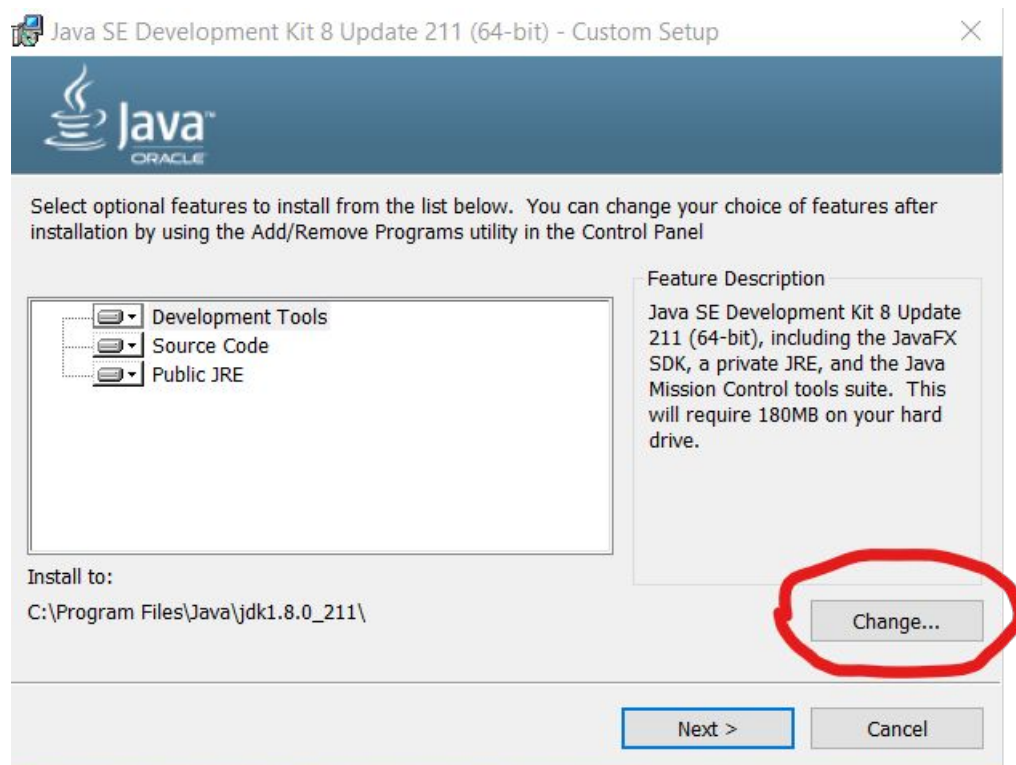 Java SE Development Kit 8 Update 211 (64-bit) - Custom Setup
Java™
ORACLE
Select optional features to install from the list below. You can change your choice of features after
installation by using the Add/Remove Programs utility in the Control Panel
Development Tools
Source Code
Public JRE
Feature Description
Java SE Development Kit 8 Update
211 (64-bit), including the JavaFX
SDK, a private JRE, and the Java
Mission Control tools suite. This
will require 180MB on your hard
drive.
Install to:
C:\Program Files\Java\jdk1.8.0_211\
Change...
Next >
Cancel